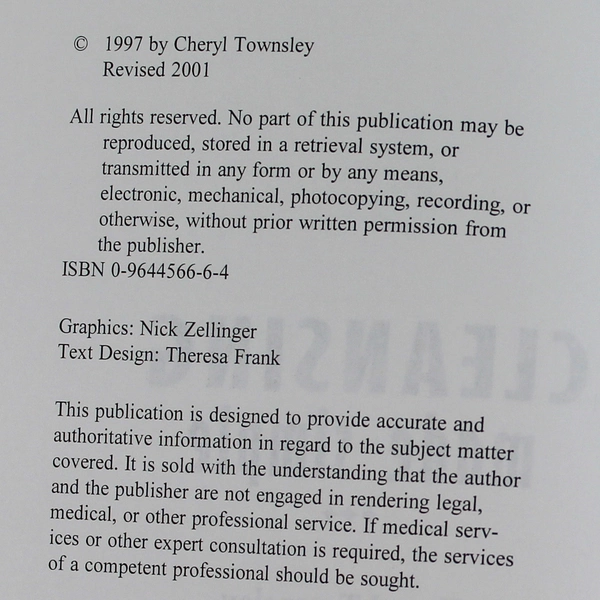 © 1997 by Cheryl Townsley
Revised 2001
All rights reserved. No part of this publication may be
reproduced, stored in a retrieval system, or
transmitted in any form or by any means,
electronic, mechanical, photocopying, recording, or
otherwise, without prior written permission from
the publisher.
ISBN 0-9644566-6-4
Graphics: Nick Zellinger
Text Design: Theresa Frank
This publication is designed to provide accurate and
authoritative information in regard to the subject matter
covered. It is sold with the understanding that the author
and the publisher are not engaged in rendering legal,
medical, or other professional service. If medical serv-
ices or other expert consultation is required, the services
of a competent professional should be sought.
CLEANSING